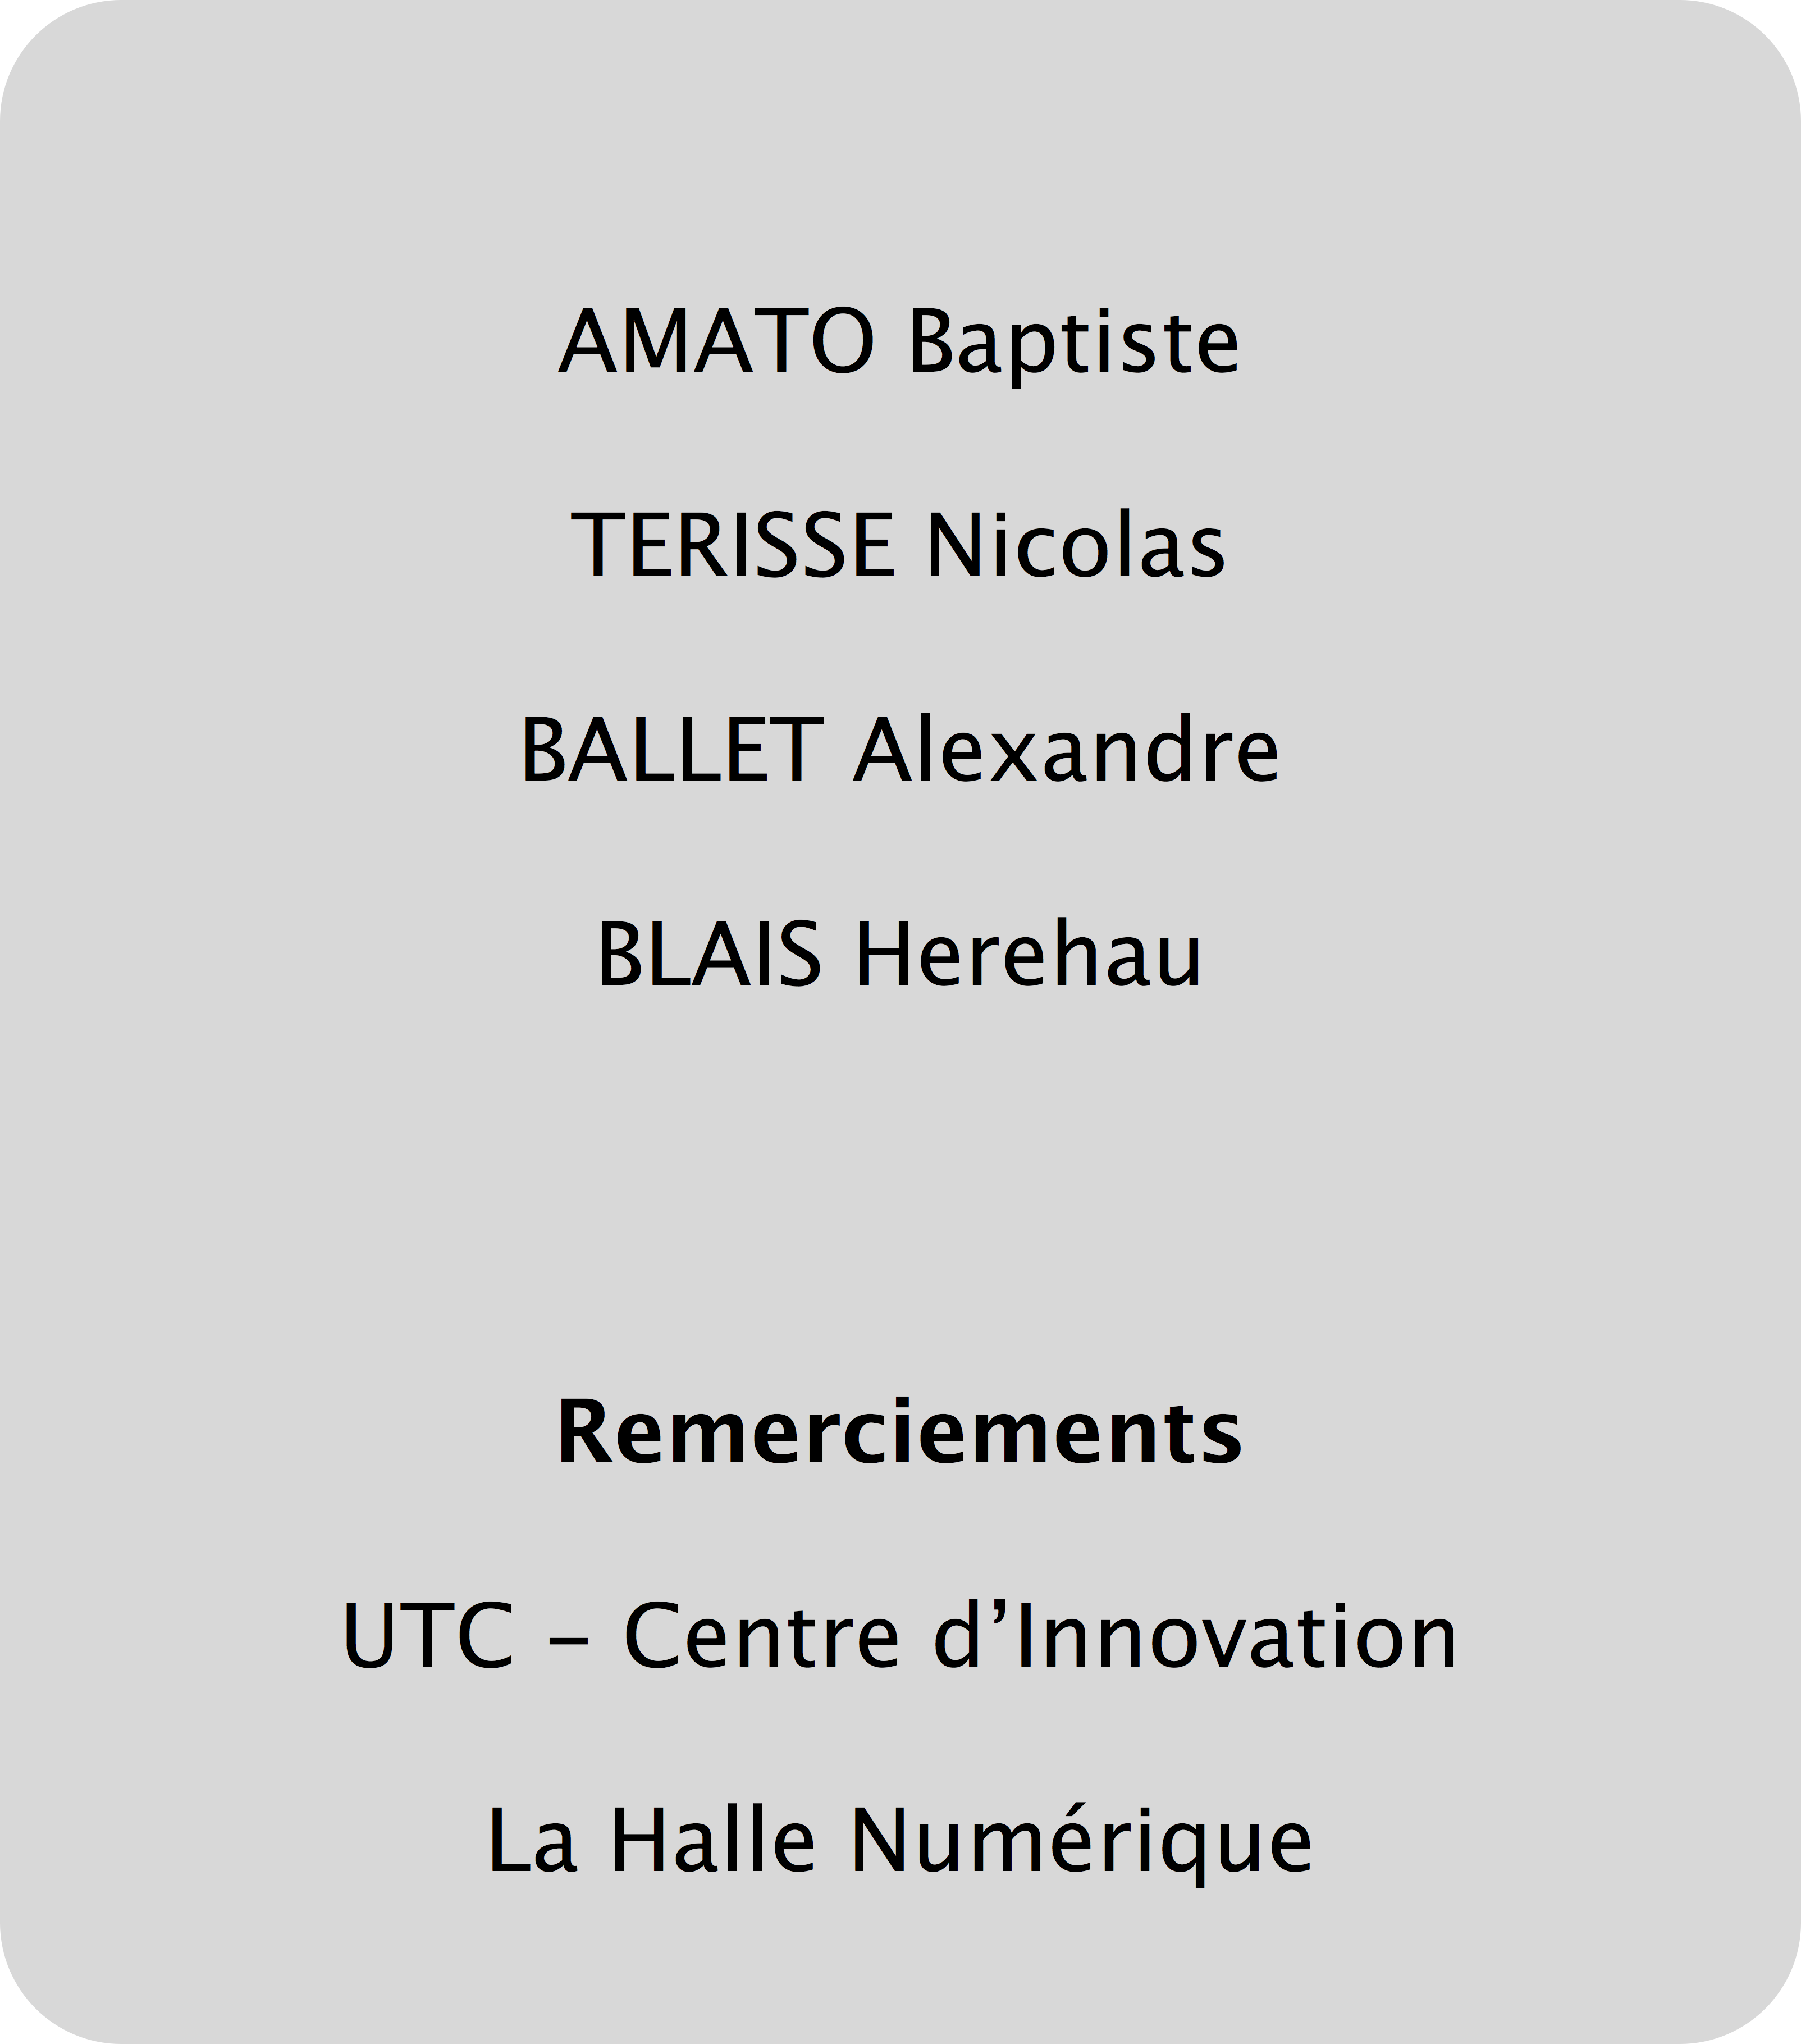 AMATO Baptiste
TERISSE Nicolas
BALLET Alexandre
BLAIS Herehau
Remerciements
UTC – Centre d’Innovation
La Halle Numérique